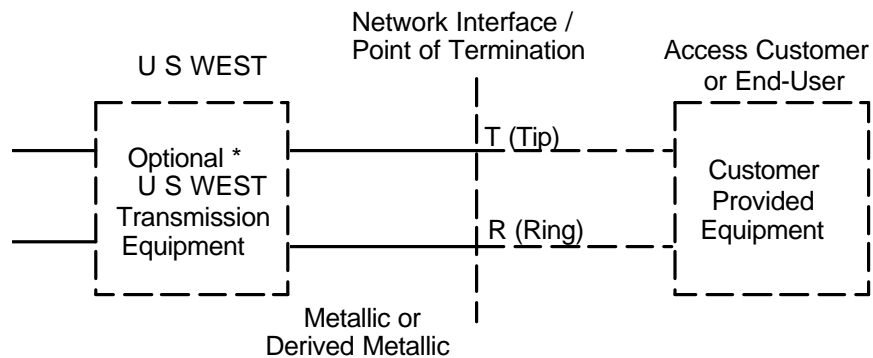 Network Interface /
Point of Termination
U S WEST
Access Customer
or End-User
T (Tip)
Optional *
U S WEST
Transmission
Equipment
Customer
Provided
Equipment
R (Ring)
Metallic or
Derived Metallic